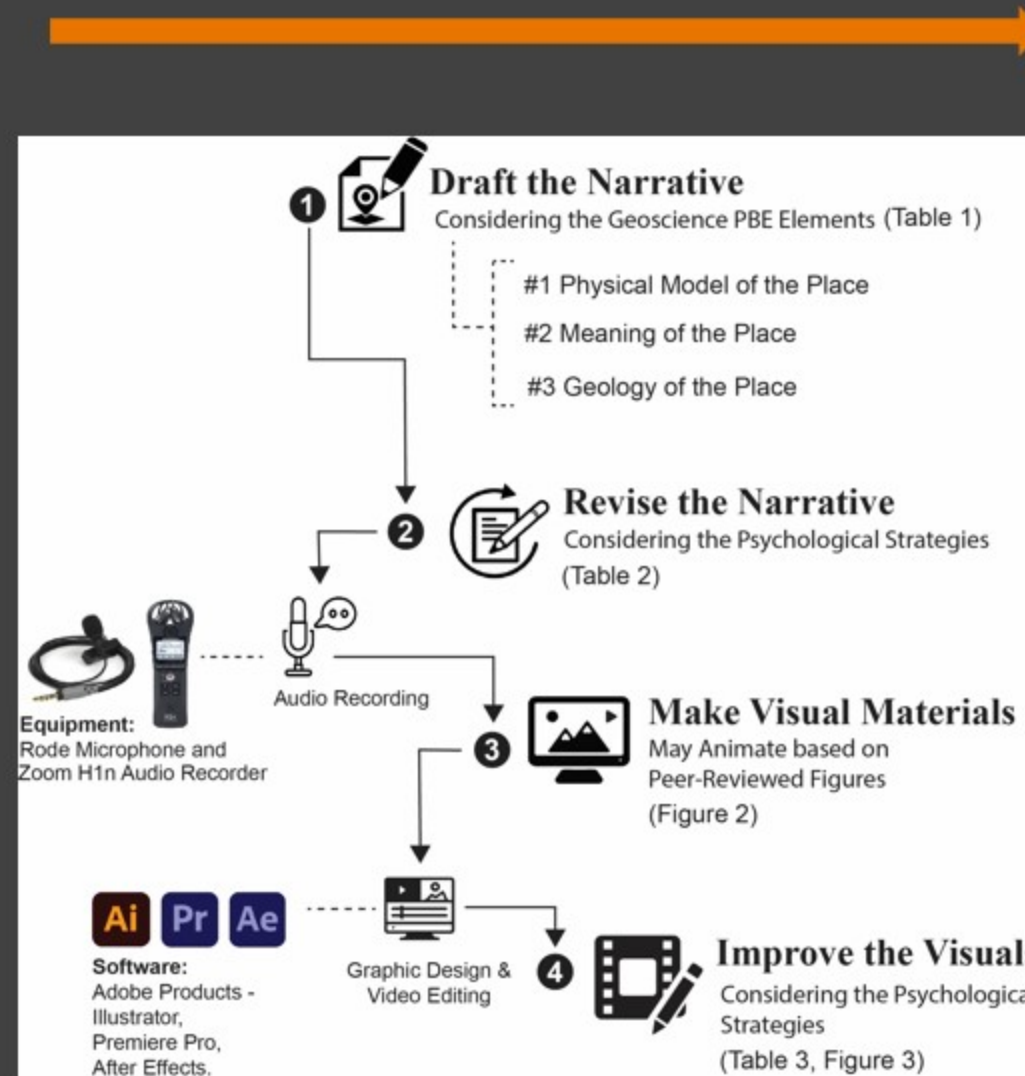 1
Draft the Narrative
Considering the Geoscience PBE Elements (Table 1)
#1 Physical Model of the Place
#2 Meaning of the Place
#3 Geology of the Place
2
Revise the Narrative
Considering the Psychological Strategies
(Table 2)
Audio Recording
Equipment:
Rode Microphone and
Zoom H1n Audio Recorder
3
Make Visual Materials
May Animate based on
Peer-Reviewed Figures
(Figure 2)
Ai Pr Ae
Software:
Adobe Products -
Illustrator,
Premiere Pro,
After Effects.
Graphic Design &
Video Editing
4
Improve the Visual
Considering the Psychologica
Strategies
(Table 3, Figure 3)